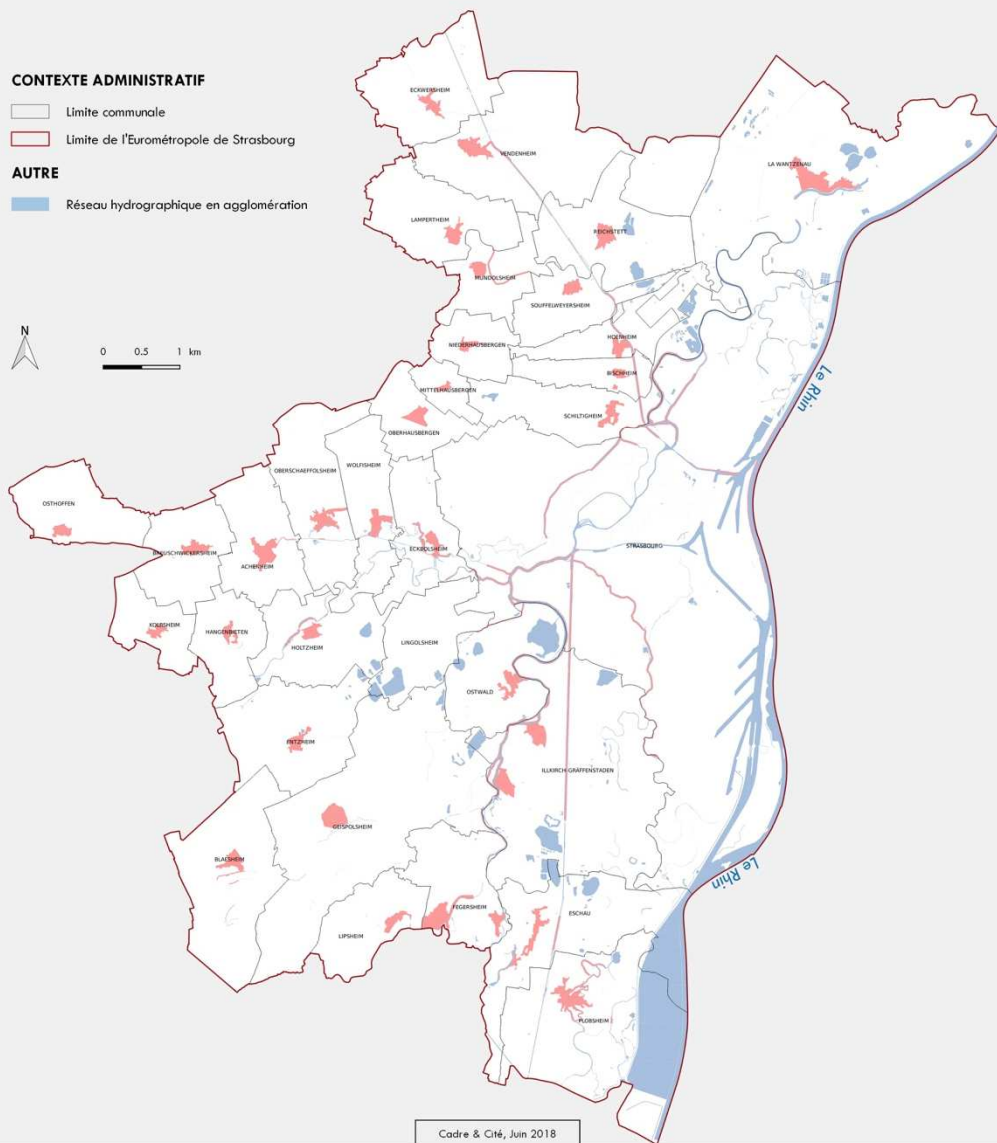 CONTEXTE ADMINISTRATIF
Limite communale
Limite de l'Eurométropole de Strasbourg
AUTRE
Réseau hydrographique en agglomération
N
0 0.5 1 km
ECKWERSHEIM
VENDENHEIM
LA WANTZENAU
LAMPERTHEIM
REICHSTETT
MUNDOLSHEIM
SOUFFELWEYERSHEIM
HOENHEIM
NIEDERHAUSBERGEN
BISCHHEIM
MITTELHAUSBERGEN
SCHILTIGHEIM
OBERHAUSBERGEN
Le Rhin
OBERSCHAEFFOLSHEIM
WOLFISHEIM
OSTHOFFEN
BREUSCHWICKERSHEIM
ACHENHEIM
ECKBOLSHEIM
STRASBOURG
KOLBSHEIM
HANGENBIETEN
HOLTZHEIM
LINGOLSHEIM
OSTWALD
ENTZHEIM
ILLKIRCH-GRAFFENSTADEN
GEISPOLSHEIM
BLAESHEIM
Le Rhin
FEGERSHEIM
ESCHAU
LIPSHEIM
PLOBSHEIM
Cadre & Cité, Juin 2018